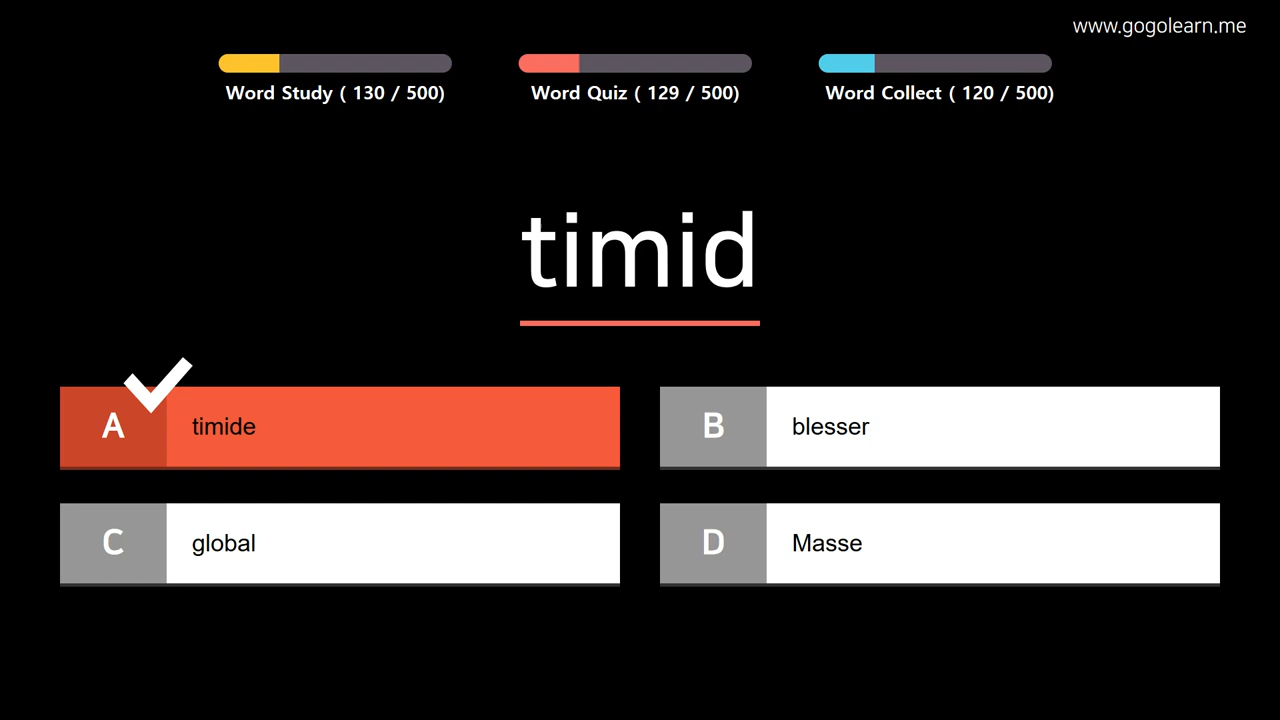 www.gogolearn.me
Word Study ( 130 / 500)
Word Quiz ( 129 / 500)
Word Collect ( 120 / 500)
timid
A timide
B blesser
C global
D Masse